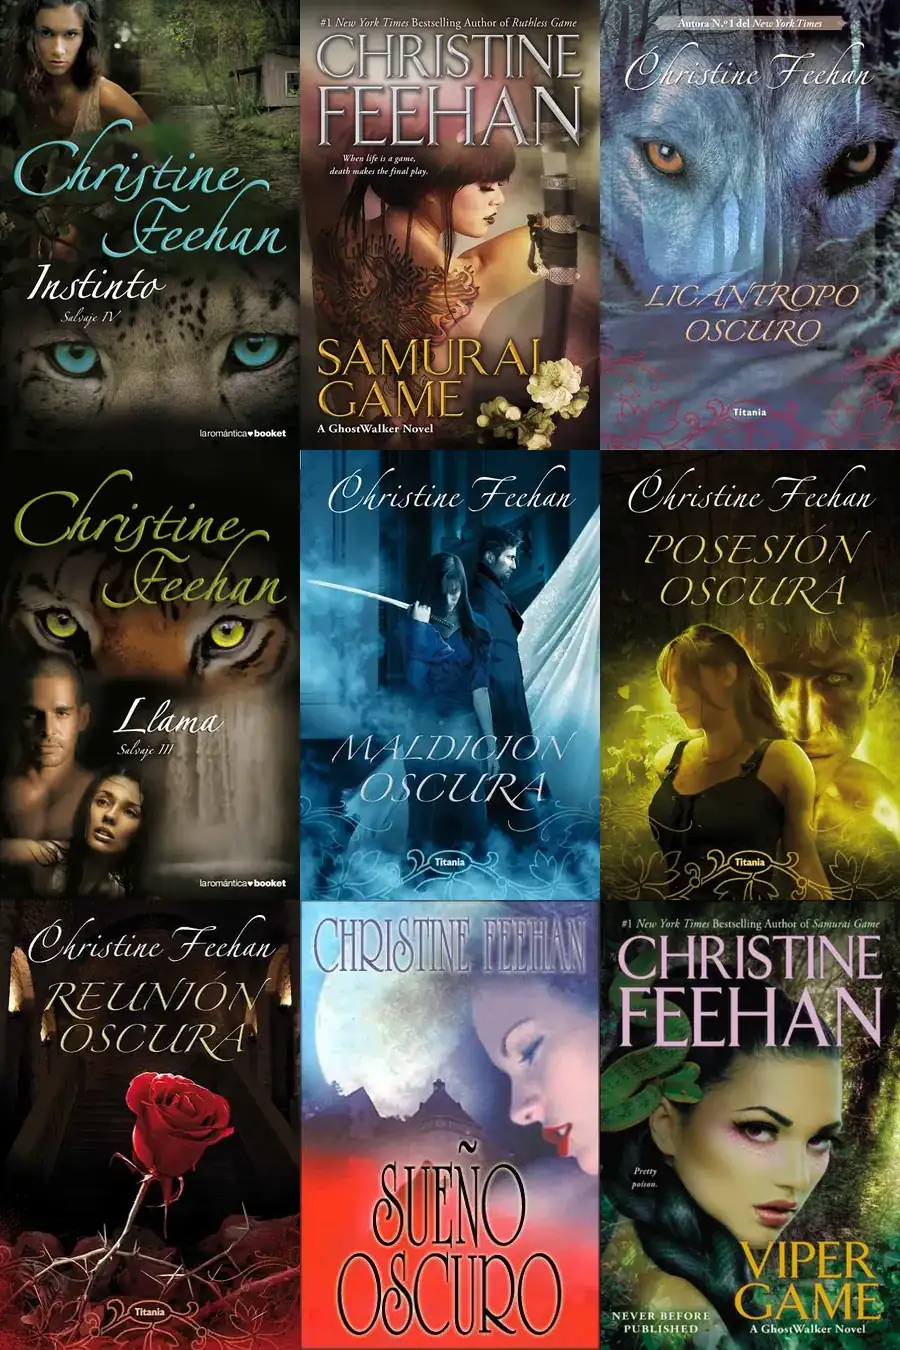 Christine
Feehan
Instinto
Salvaje IV
laromántica♥booket
#1 New York Times Bestselling Author of Ruthless Game
CHRISTINE
FEEHAN
When life is a game,
death makes the final play.
SAMURAI
GAME
A GhostWalker Novel
Autora N.º 1 del New York Times
Christine Feehan
LICÁNTROPO
OSCURO
Titania
Christine
Feehan
Llama
Salvaje III
laromántica♥booket
Christine Feehan
MALDICIÓN
OSCURA
Titania
Christine Feehan
POSESIÓN
OSCURA
Titania
Christine Feehan
REUNIÓN
OSCURA
Titania
CHRISTINE FEEHAN
SUEÑO
OSCURO
#1 New York Times Bestselling Author of Samurai Game
CHRISTINE
FEEHAN
Pretty
poison.
VIPER
GAME
NEVER BEFORE
PUBLISHED
A GhostWalker Novel